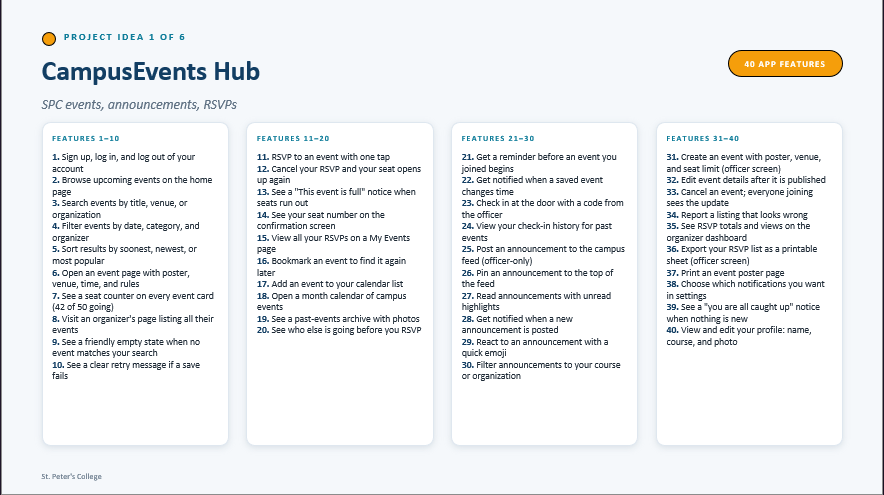 PROJECT IDEA 1 OF 6
CampusEvents Hub
40 APP FEATURES
SPC events, announcements, RSVPs
FEATURES 1–10
1. Sign up, log in, and log out of your
account
2. Browse upcoming events on the home
page
3. Search events by title, venue, or
organization
4. Filter events by date, category, and
organizer
5. Sort results by soonest, newest, or
most popular
6. Open an event page with poster,
venue, time, and rules
7. See a seat counter on every event card
(42 of 50 going)
8. Visit an organizer's page listing all their
events
9. See a friendly empty state when no
event matches your search
10. See a clear retry message if a save
fails
FEATURES 11–20
11. RSVP to an event with one tap
12. Cancel your RSVP and your seat opens
up again
13. See a "This event is full" notice when
seats run out
14. See your seat number on the
confirmation screen
15. View all your RSVPs on a My Events
page
16. Bookmark an event to find it again
later
17. Add an event to your calendar list
18. Open a month calendar of campus
events
19. See a past-events archive with photos
20. See who else is going before you RSVP
FEATURES 21–30
21. Get a reminder before an event you
joined begins
22. Get notified when a saved event
changes time
23. Check in at the door with a code from
the officer
24. View your check-in history for past
events
25. Post an announcement to the campus
feed (officer-only)
26. Pin an announcement to the top of
the feed
27. Read announcements with unread
highlights
28. Get notified when a new
announcement is posted
29. React to an announcement with a
quick emoji
30. Filter announcements to your course
or organization
FEATURES 31–40
31. Create an event with poster, venue,
and seat limit (officer screen)
32. Edit event details after it is published
33. Cancel an event; everyone joining
sees the update
34. Report a listing that looks wrong
35. See RSVP totals and views on the
organizer dashboard
36. Export your RSVP list as a printable
sheet (officer screen)
37. Print an event poster page
38. Choose which notifications you want
in settings
39. See a "you are all caught up" notice
when nothing is new
40. View and edit your profile: name,
course, and photo
St. Peter's College